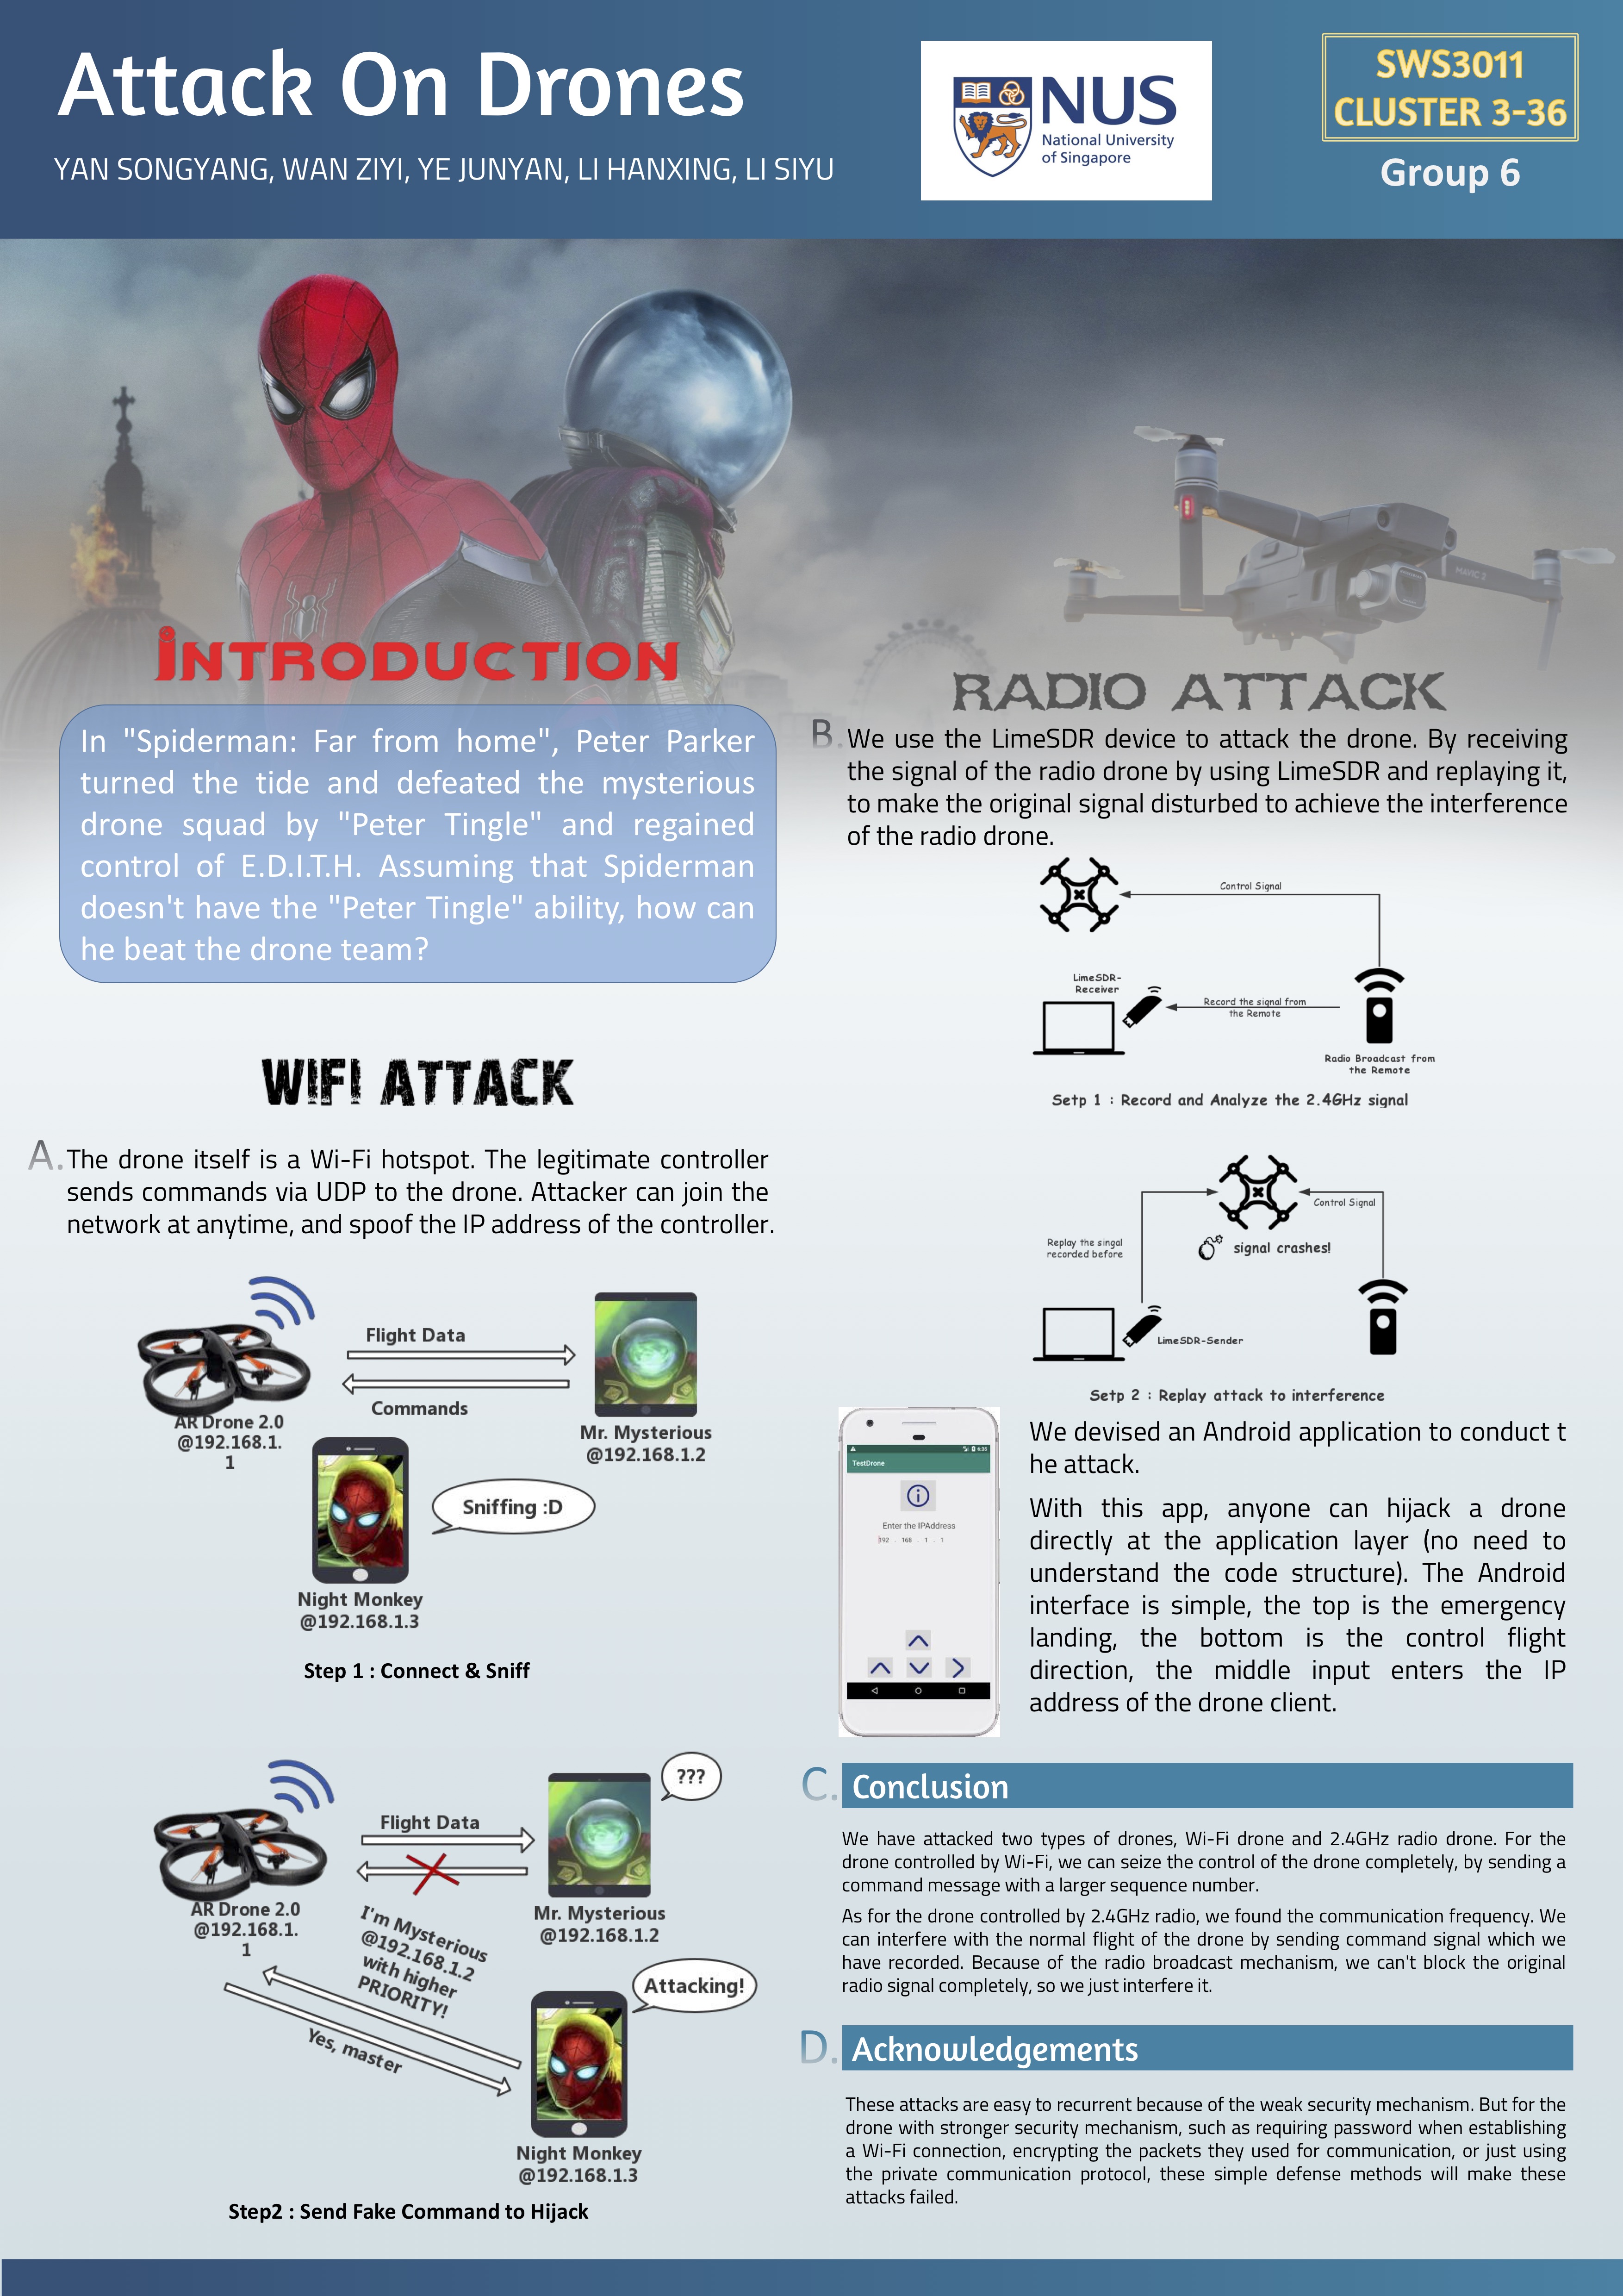 Attack On Drones
YAN SONGYANG, WAN ZIYI, YE JUNYAN, LI HANXING, LI SIYU
NUS
National University
of Singapore
SWS3011
CLUSTER 3-36
Group 6
MAVIC 2
INTRODUCTION
In "Spiderman: Far from home", Peter Parker
turned the tide and defeated the mysterious
drone squad by "Peter Tingle" and regained
control of E.D.I.T.H. Assuming that Spiderman
doesn't have the "Peter Tingle" ability, how can
he beat the drone team?
WIFI ATTACK
A.
The drone itself is a Wi-Fi hotspot. The legitimate controller
sends commands via UDP to the drone. Attacker can join the
network at anytime, and spoof the IP address of the controller.
Flight Data
Commands
AR Drone 2.0
@192.168.1.
1
Mr. Mysterious
@192.168.1.2
Sniffing :D
Night Monkey
@192.168.1.3
Step 1 : Connect & Sniff
???
Flight Data
AR Drone 2.0
@192.168.1.
1
Mr. Mysterious
@192.168.1.2
I'm Mysterious
@192.168.1.2
with higher
PRIORITY!
Attacking!
Yes, master
Night Monkey
@192.168.1.3
Step2 : Send Fake Command to Hijack
RADIO ATTACK
B.
We use the LimeSDR device to attack the drone. By receiving
the signal of the radio drone by using LimeSDR and replaying it,
to make the original signal disturbed to achieve the interference
of the radio drone.
Control Signal
LimeSDR-
Receiver
Record the signal from
the Remote
Radio Broadcast from
the Remote
Setp 1 : Record and Analyze the 2.4GHz signal
Control Signal
Replay the singal
recorded before
signal crashes!
LimeSDR-Sender
Setp 2 : Replay attack to interference
6:35
TestDrone
Enter the IPAddress
192 . 168 . 1 . 1
We devised an Android application to conduct t
he attack.
With this app, anyone can hijack a drone
directly at the application layer (no need to
understand the code structure). The Android
interface is simple, the top is the emergency
landing, the bottom is the control flight
direction, the middle input enters the IP
address of the drone client.
C.
Conclusion
We have attacked two types of drones, Wi-Fi drone and 2.4GHz radio drone. For the
drone controlled by Wi-Fi, we can seize the control of the drone completely, by sending a
command message with a larger sequence number.
As for the drone controlled by 2.4GHz radio, we found the communication frequency. We
can interfere with the normal flight of the drone by sending command signal which we
have recorded. Because of the radio broadcast mechanism, we can't block the original
radio signal completely, so we just interfere it.
D.
Acknowledgements
These attacks are easy to recurrent because of the weak security mechanism. But for the
drone with stronger security mechanism, such as requiring password when establishing
a Wi-Fi connection, encrypting the packets they used for communication, or just using
the private communication protocol, these simple defense methods will make these
attacks failed.